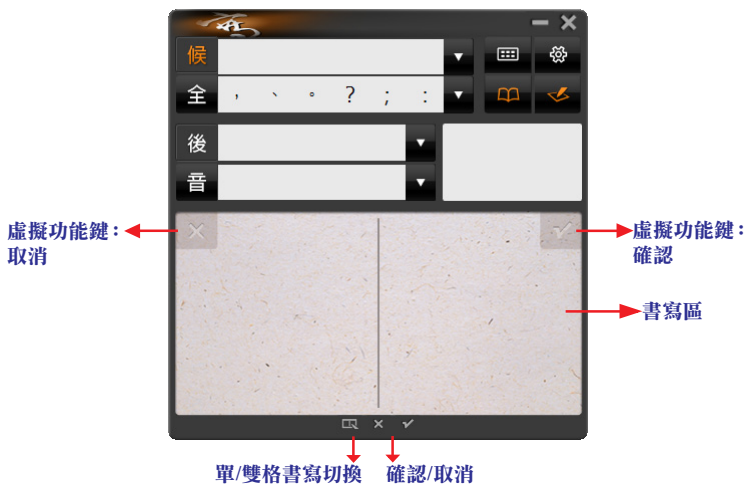 候
全 ， 、 。 ? ; :
後
音
虛擬功能鍵：
取消
虛擬功能鍵：
確認
書寫區
單/雙格書寫切換
確認/取消